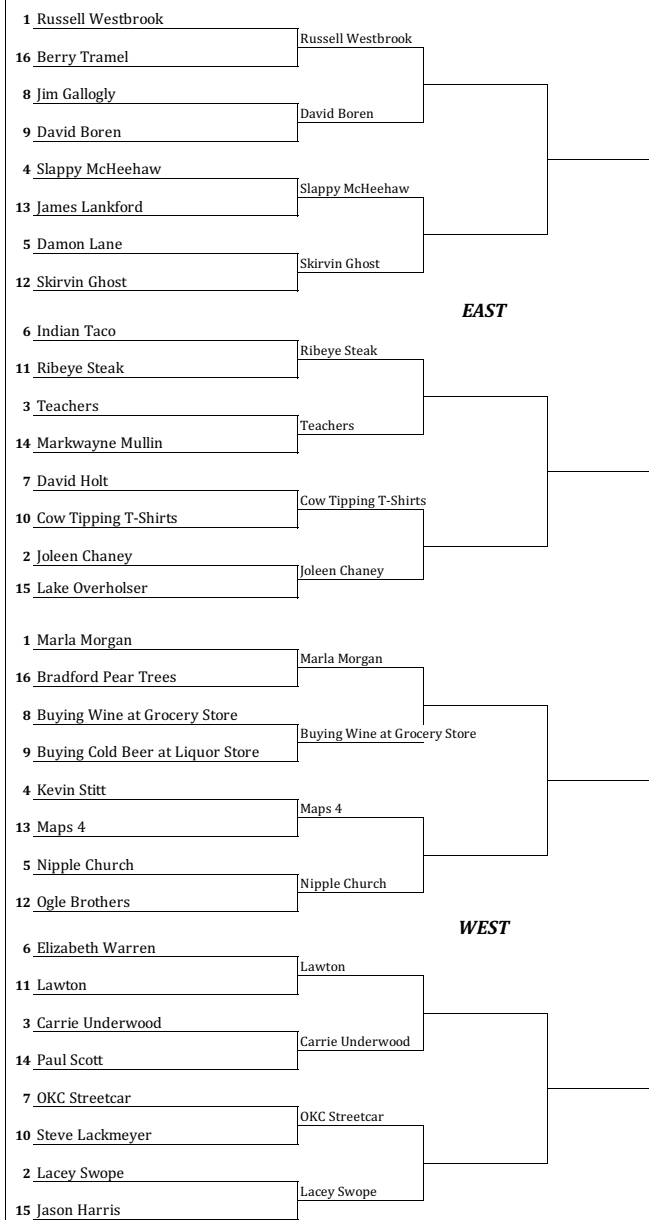 1 Russell Westbrook
Russell Westbrook
16 Berry Tramel
8 Jim Gallogly
David Boren
9 David Boren
4 Slappy McHeehaw
Slappy McHeehaw
13 James Lankford
5 Damon Lane
Skirvin Ghost
12 Skirvin Ghost
EAST
6 Indian Taco
Ribeye Steak
11 Ribeye Steak
3 Teachers
Teachers
14 Markwayne Mullin
7 David Holt
Cow Tipping T-Shirts
10 Cow Tipping T-Shirts
2 Joleen Chaney
Joleen Chaney
15 Lake Overholser
1 Marla Morgan
Marla Morgan
16 Bradford Pear Trees
8 Buying Wine at Grocery Store
Buying Wine at Grocery Store
9 Buying Cold Beer at Liquor Store
4 Kevin Stitt
Maps 4
13 Maps 4
5 Nipple Church
Nipple Church
12 Ogle Brothers
WEST
6 Elizabeth Warren
Lawton
11 Lawton
3 Carrie Underwood
Carrie Underwood
14 Paul Scott
7 OKC Streetcar
OKC Streetcar
10 Steve Lackmeyer
2 Lacey Swope
Lacey Swope
15 Jason Harris